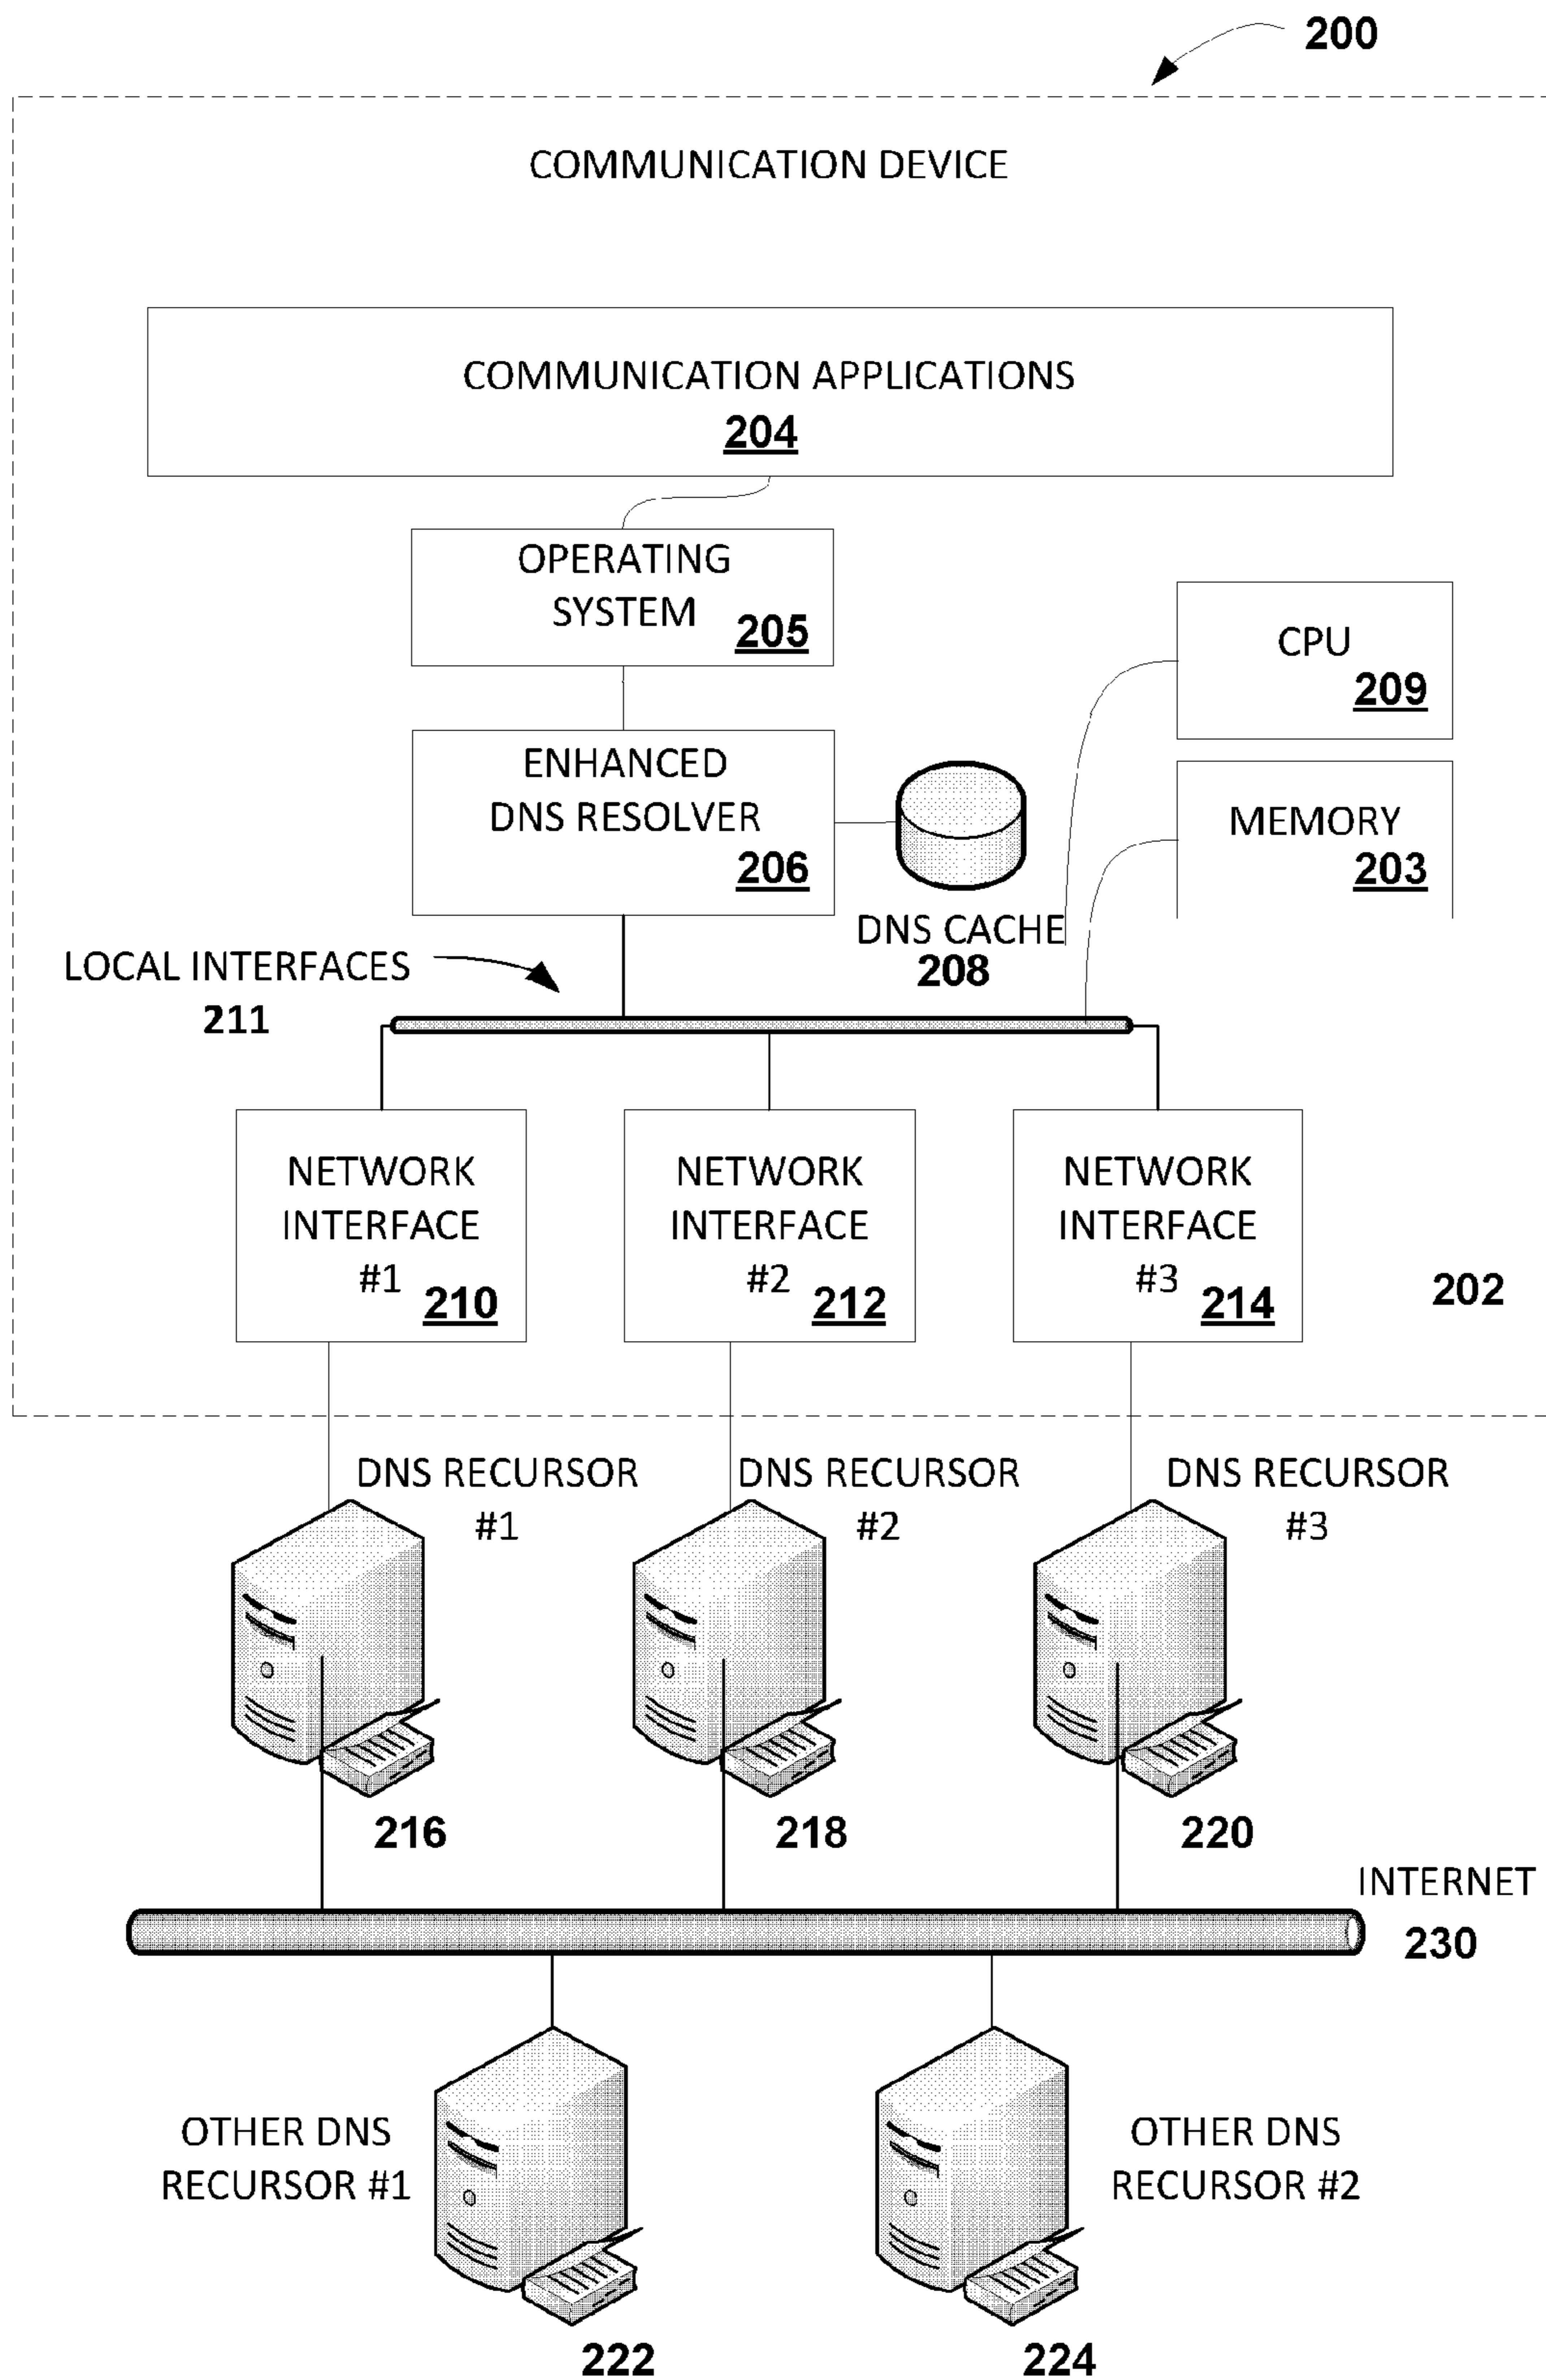 200
COMMUNICATION DEVICE
COMMUNICATION APPLICATIONS
204
OPERATING
SYSTEM
205
CPU
209
ENHANCED
DNS RESOLVER
206
MEMORY
203
DNS CACHE
208
LOCAL INTERFACES
211
NETWORK
INTERFACE
#1
210
NETWORK
INTERFACE
#2
212
NETWORK
INTERFACE
#3
214
202
DNS RECURSOR
#1
DNS RECURSOR
#2
DNS RECURSOR
#3
216
218
220
INTERNET
230
OTHER DNS
RECURSOR #1
OTHER DNS
RECURSOR #2
222
224